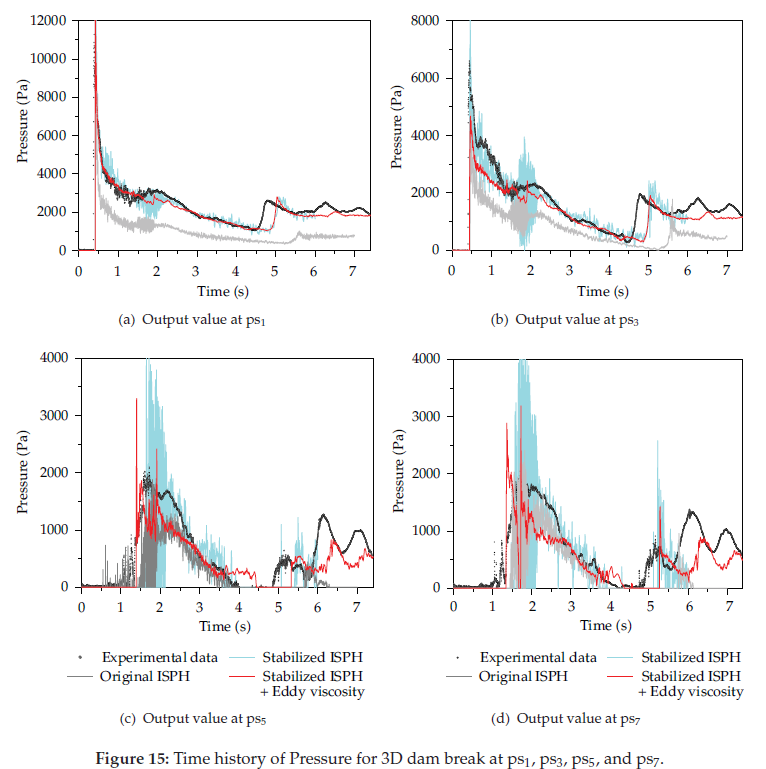 12000
10000
8000
6000
4000
2000
0
Pressure (Pa)
0 1 2 3 4 5 6 7
Time (s)
(a) Output value at ps₁
8000
6000
4000
2000
0
Pressure (Pa)
0 1 2 3 4 5 6 7
Time (s)
(b) Output value at ps₃
4000
3000
2000
1000
0
Pressure (Pa)
0 1 2 3 4 5 6 7
Time (s)
Experimental data
Original ISPH
Stabilized ISPH
Stabilized ISPH
+ Eddy viscosity
(c) Output value at ps₅
4000
3000
2000
1000
0
Pressure (Pa)
0 1 2 3 4 5 6 7
Time (s)
Experimental data
Original ISPH
Stabilized ISPH
Stabilized ISPH
+ Eddy viscosity
(d) Output value at ps₇
Figure 15: Time history of Pressure for 3D dam break at ps₁, ps₃, ps₅, and ps₇.